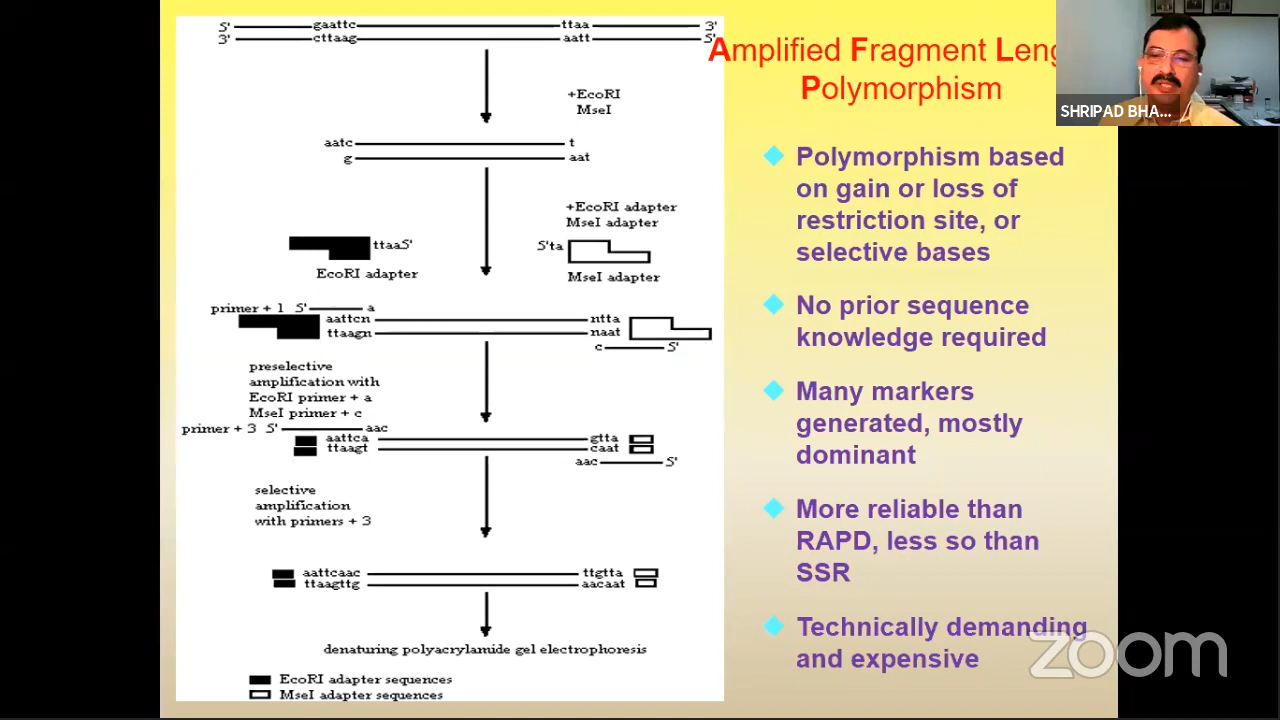 5' gaattc ttaa 3'
3' cttaag aatt 5'
+EcoRI
MseI
aatc t
g aat
+EcoRI adapter
MseI adapter
ttaa5' 5'ta
EcoRI adapter MseI adapter
primer + 1 5' a
aattcn ntta
ttaagn naat
c 5'
preselective
amplification with
EcoRI primer + a
MseI primer + c
primer + 3 5' aac
aattca gtta
ttaagt caat
aac 5'
selective
amplification
with primers + 3
aattcaac ttgtta
ttaagttg aacaat
denaturing polyacrylamide gel electrophoresis
EcoRI adapter sequences
MseI adapter sequences
Amplified Fragment Leng
Polymorphism
SHRIPAD BHA...
Polymorphism based
on gain or loss of
restriction site, or
selective bases
No prior sequence
knowledge required
Many markers
generated, mostly
dominant
More reliable than
RAPD, less so than
SSR
Technically demanding
and expensive
zoom